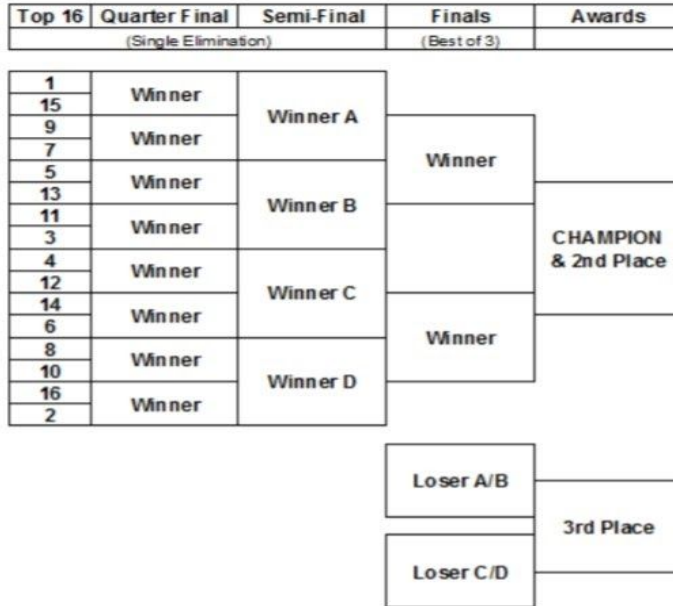 Top 16 Quarter Final Semi-Final Finals Awards
(Single Elimination) (Best of 3)
1
Winner
15
Winner A
9
Winner
7
Winner
5
Winner
13
Winner B
11
Winner
3
CHAMPION
& 2nd Place
4
Winner
12
Winner C
14
Winner
6
Winner
8
Winner
10
Winner D
16
Winner
2
Loser A/B
3rd Place
Loser C/D